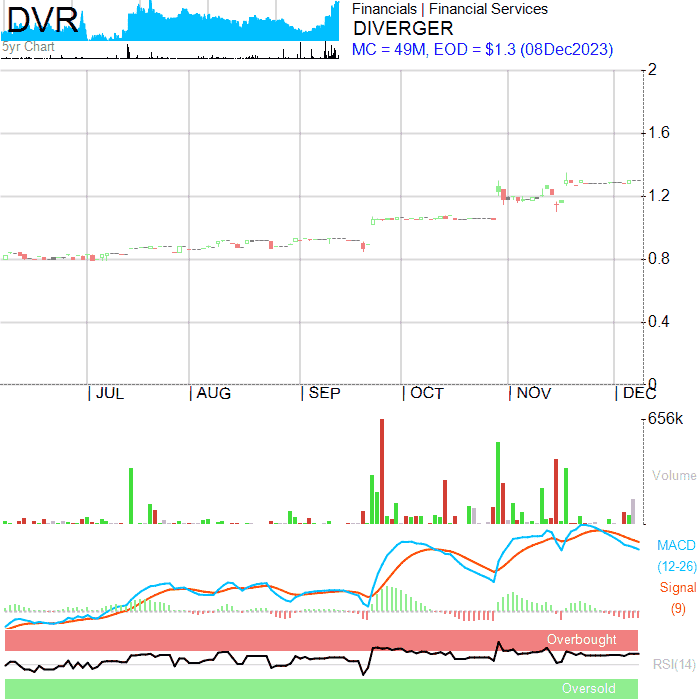 DVR
5yr Chart
Financials | Financial Services
DIVERGER
MC = 49M, EOD = $1.3 (08Dec2023)
2
1.6
1.2
0.8
0.4
0
| JUL | AUG | SEP | OCT | NOV | DEC
656k
Volume
MACD
(12-26)
Signal
(9)
Overbought
RSI(14)
Oversold